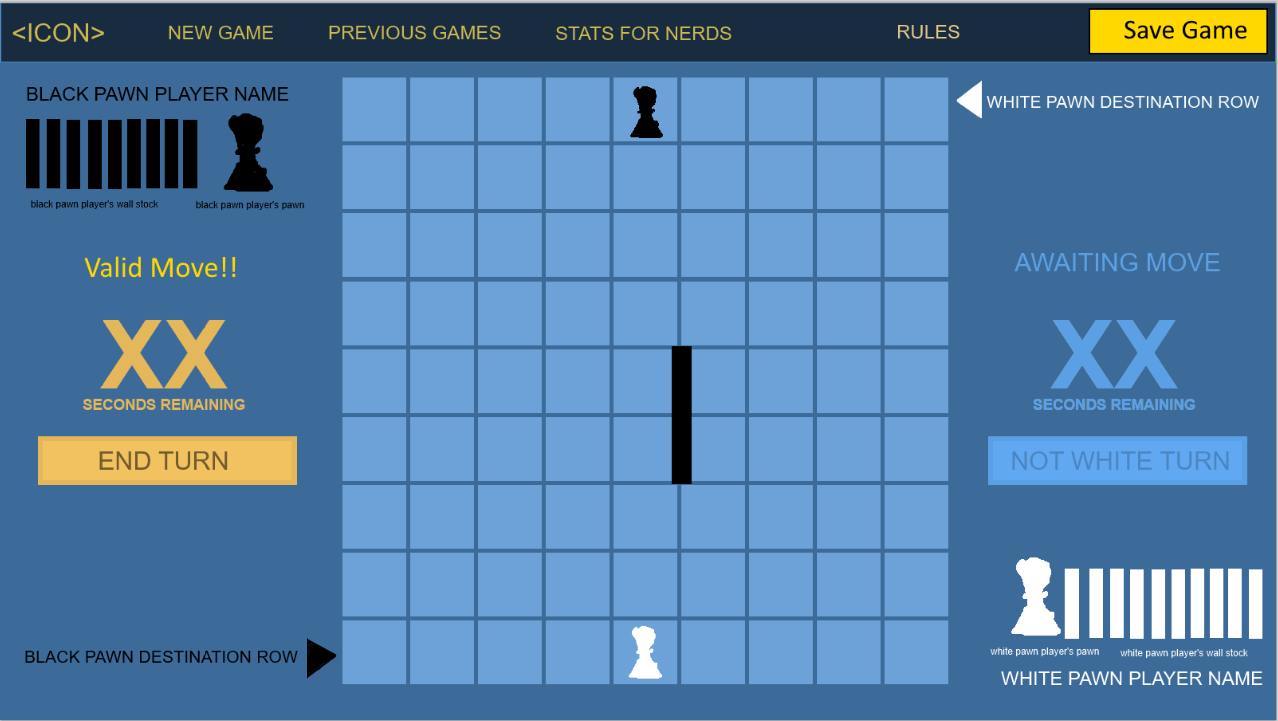 <ICON>
NEW GAME
PREVIOUS GAMES
STATS FOR NERDS
RULES
Save Game
BLACK PAWN PLAYER NAME
black pawn player's wall stock
black pawn player's pawn
WHITE PAWN DESTINATION ROW
Valid Move!!
XX
SECONDS REMAINING
END TURN
AWAITING MOVE
XX
SECONDS REMAINING
NOT WHITE TURN
BLACK PAWN DESTINATION ROW
white pawn player's pawn
white pawn player's wall stock
WHITE PAWN PLAYER NAME